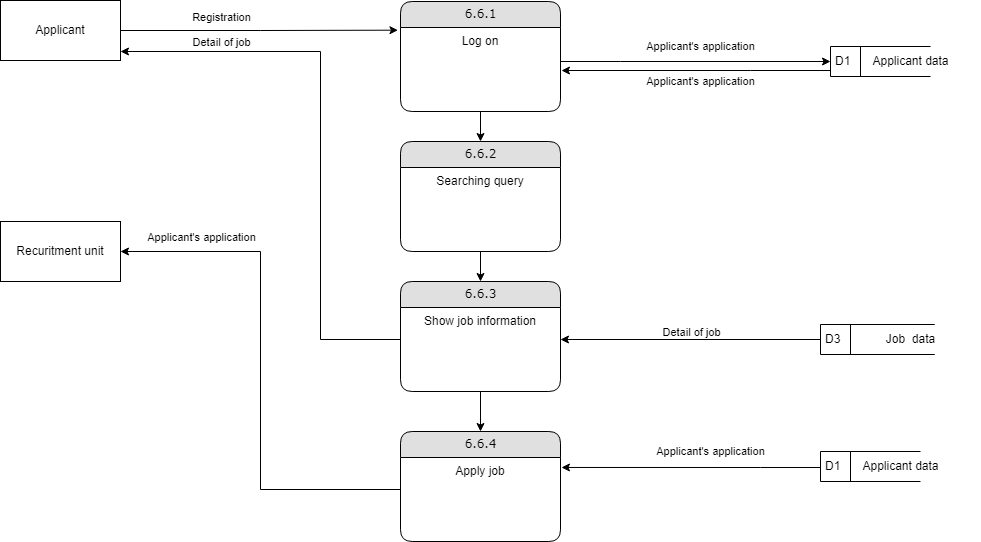 Applicant
Registration
Detail of job
6.6.1
Log on
Applicant's application
Applicant's application
D1
Applicant data
6.6.2
Searching query
Recuritment unit
Applicant's application
6.6.3
Show job information
Detail of job
D3
Job data
6.6.4
Apply job
Applicant's application
D1
Applicant data